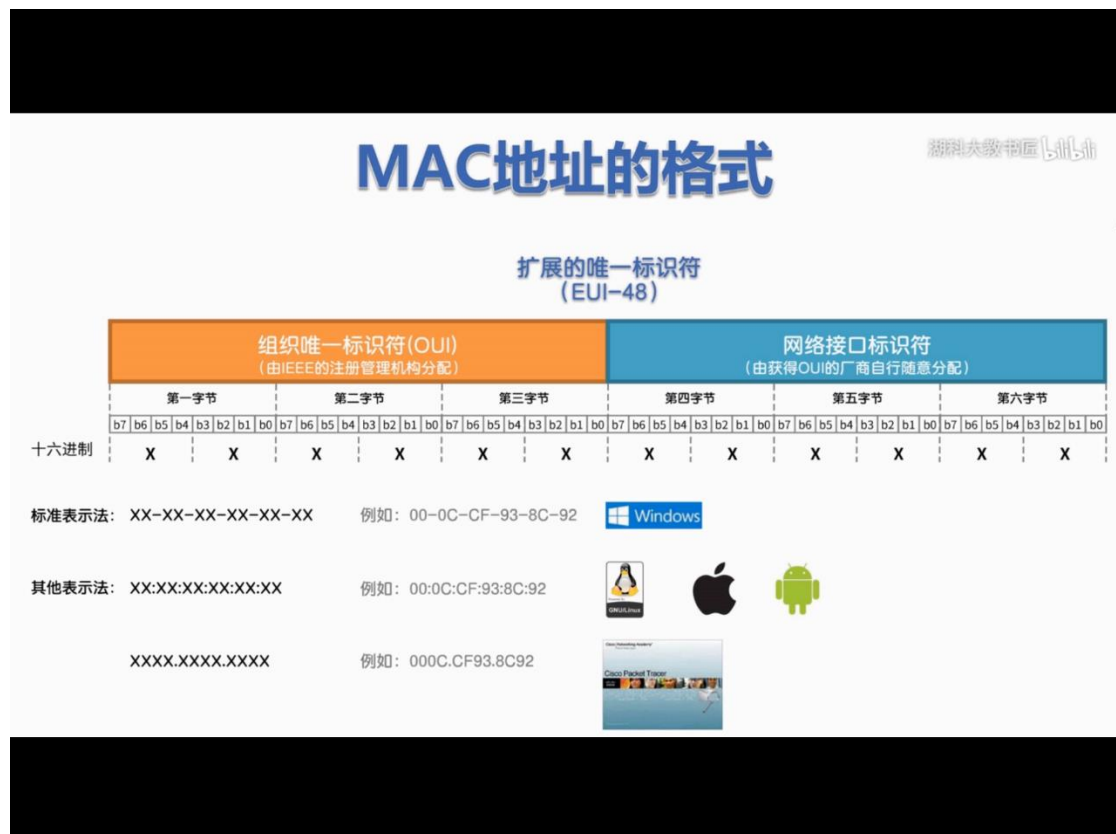 湖科大教书匠 bilibili
MAC地址的格式
扩展的唯一标识符
（EUI-48）
组织唯一标识符(OUI)
（由IEEE的注册管理机构分配）
网络接口标识符
（由获得OUI的厂商自行随意分配）
第一字节 第二字节 第三字节 第四字节 第五字节 第六字节
b7 b6 b5 b4 b3 b2 b1 b0 b7 b6 b5 b4 b3 b2 b1 b0 b7 b6 b5 b4 b3 b2 b1 b0 b7 b6 b5 b4 b3 b2 b1 b0 b7 b6 b5 b4 b3 b2 b1 b0 b7 b6 b5 b4 b3 b2 b1 b0
十六进制 X X X X X X X X X X X X
标准表示法： XX-XX-XX-XX-XX-XX 例如：00-0C-CF-93-8C-92 Windows
其他表示法： XX:XX:XX:XX:XX:XX 例如：00:0C:CF:93:8C:92
GNU/Linux
XXXX.XXXX.XXXX 例如：000C.CF93.8C92
Cisco Networking Academy
Cisco Packet Tracer